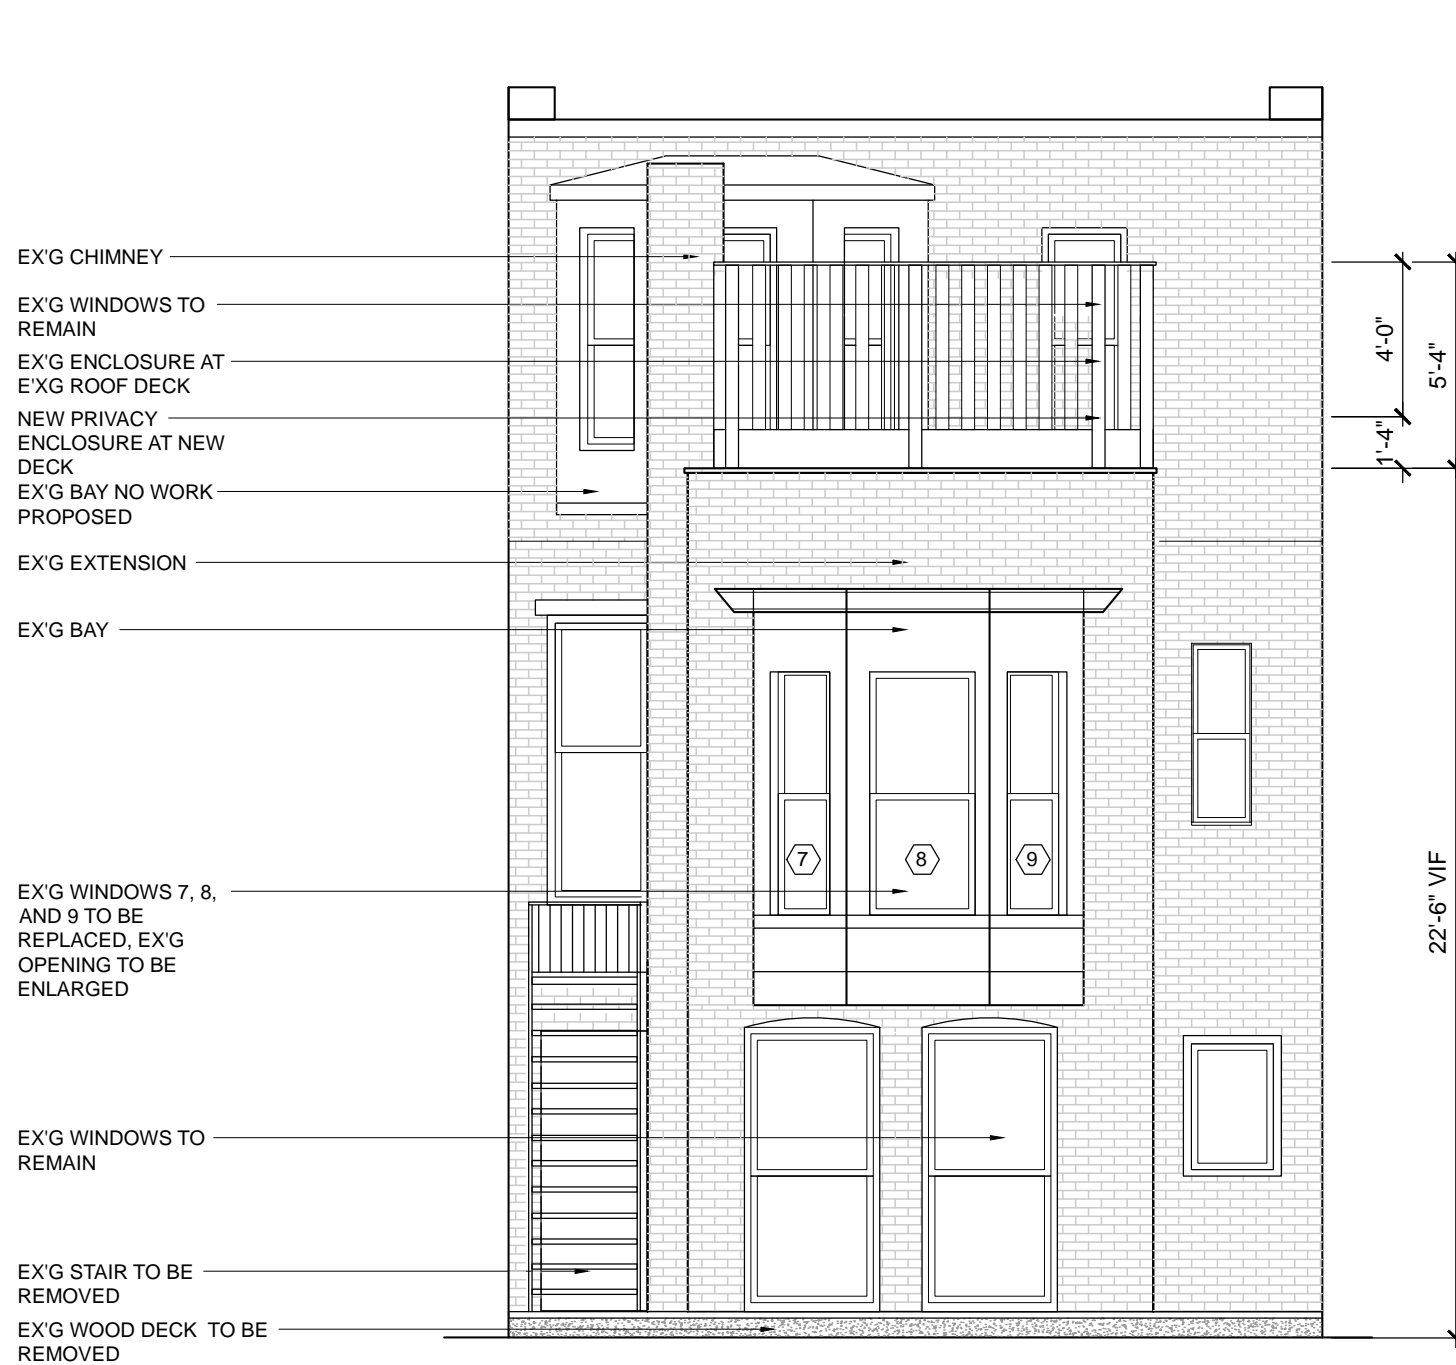 EX'G CHIMNEY
EX'G WINDOWS TO
REMAIN
EX'G ENCLOSURE AT
E'XG ROOF DECK
NEW PRIVACY
ENCLOSURE AT NEW
DECK
EX'G BAY NO WORK
PROPOSED
EX'G EXTENSION
EX'G BAY
EX'G WINDOWS 7, 8,
AND 9 TO BE
REPLACED, EX'G
OPENING TO BE
ENLARGED
EX'G WINDOWS TO
REMAIN
EX'G STAIR TO BE
REMOVED
EX'G WOOD DECK TO BE
REMOVED
7
8
9
4'-0"
1'-4"
5'-4"
22'-6" VIF